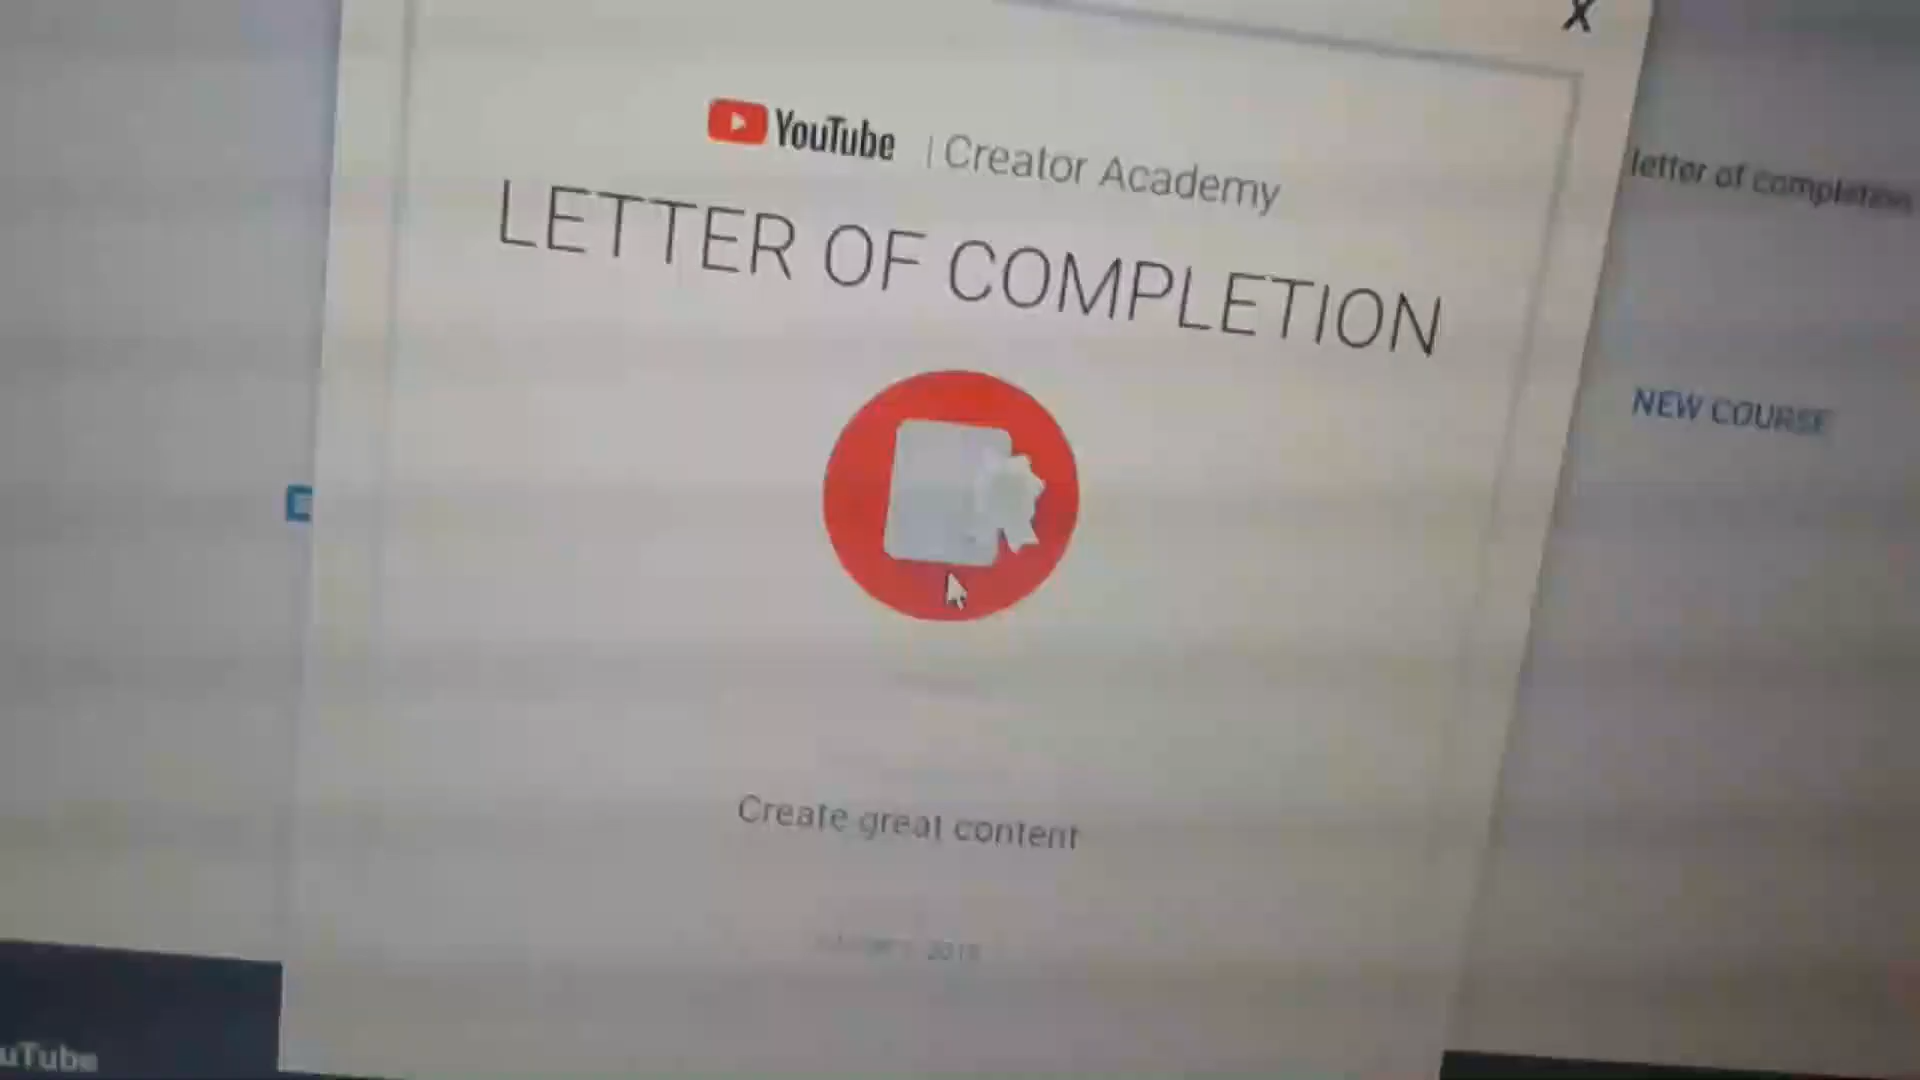 X
YouTube | Creator Academy
LETTER OF COMPLETION
letter of completion
NEW COURSE
Create great content
uTube